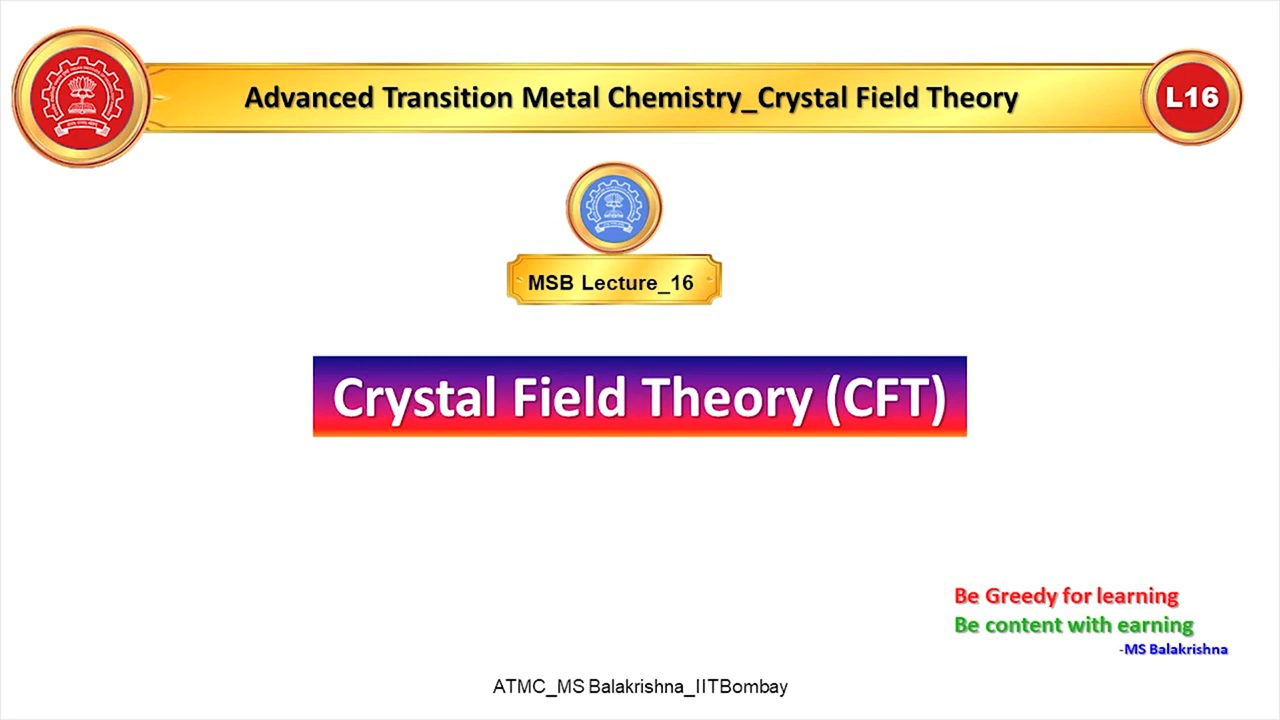 Advanced Transition Metal Chemistry_Crystal Field Theory
L16
MSB Lecture_16
Crystal Field Theory (CFT)
Be Greedy for learning
Be content with earning
-MS Balakrishna
ATMC_MS Balakrishna_IITBombay